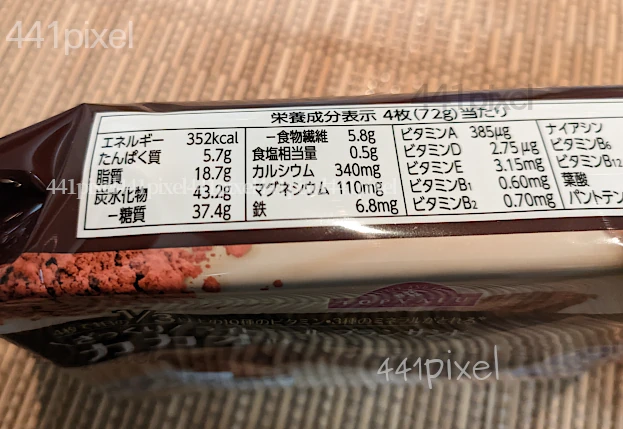 441pixel
441pixel
栄養成分表示 4枚(72g)当たり
エネルギー 352kcal
たんぱく質 5.7g
脂質 18.7g
炭水化物 43.2g
－糖質 37.4g
－食物繊維 5.8g
食塩相当量 0.5g
カルシウム 340mg
マグネシウム 110mg
鉄 6.8mg
ビタミンA 385μg
ビタミンD 2.75μg
ビタミンE 3.15mg
ビタミンB1 0.60mg
ビタミンB2 0.70mg
ナイアシン
ビタミンB6
ビタミンB12
葉酸
パントテン
441pixel
1/3
441pixel